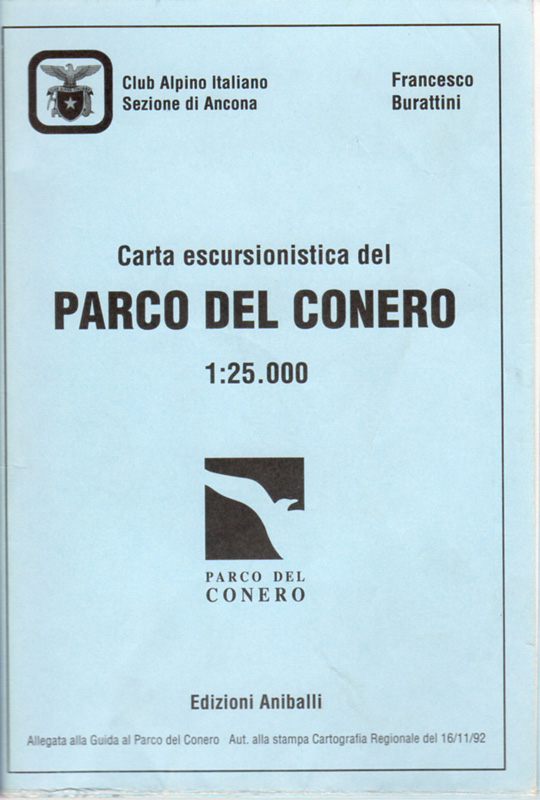 Club Alpino Italiano
Sezione di Ancona
Francesco
Burattini
Carta escursionistica del
PARCO DEL CONERO
1:25.000
PARCO DEL
CONERO
Edizioni Aniballi
Allegata alla Guida al Parco del Conero Aut. alla stampa Cartografia Regionale del 16/11/92